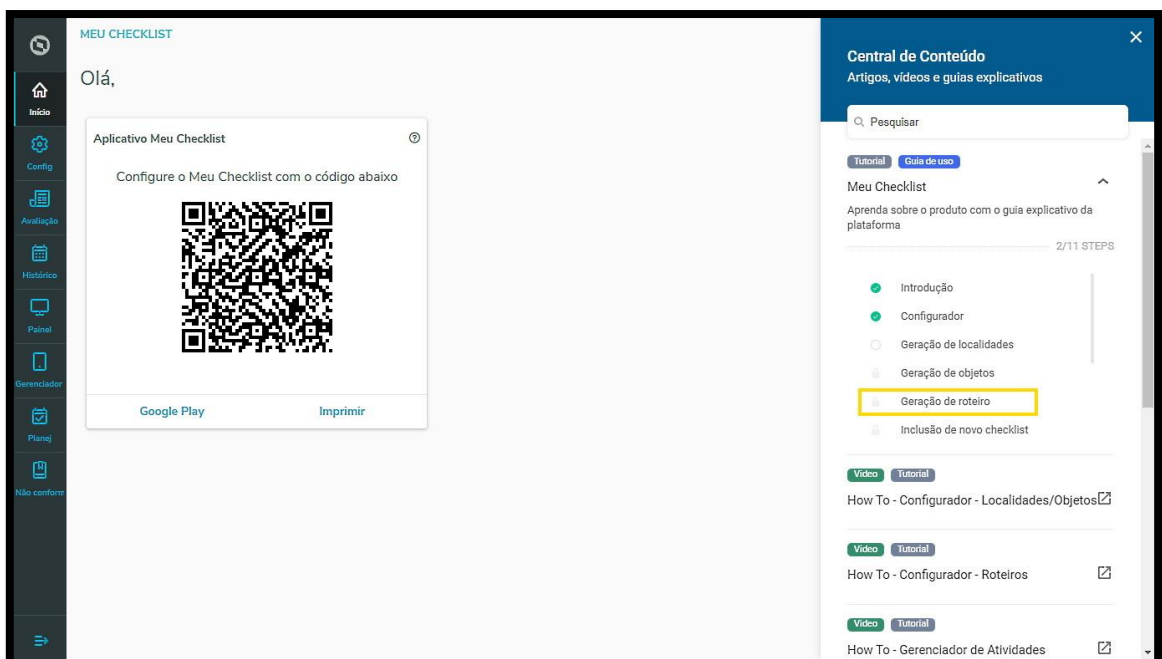 MEU CHECKLIST
Olá,
Início
Config
Avaliação
Histórico
Painel
Gerenciador
Planej
Não conform
Aplicativo Meu Checklist
Configure o Meu Checklist com o código abaixo
Google Play
Imprimir
Central de Conteúdo
Artigos, vídeos e guias explicativos
Pesquisar
Tutorial Guia de uso
Meu Checklist
Aprenda sobre o produto com o guia explicativo da
plataforma
2/11 STEPS
Introdução
Configurador
Geração de localidades
Geração de objetos
Geração de roteiro
Inclusão de novo checklist
Video Tutorial
How To - Configurador - Localidades/Objetos
Video Tutorial
How To - Configurador - Roteiros
Video Tutorial
How To - Gerenciador de Atividades